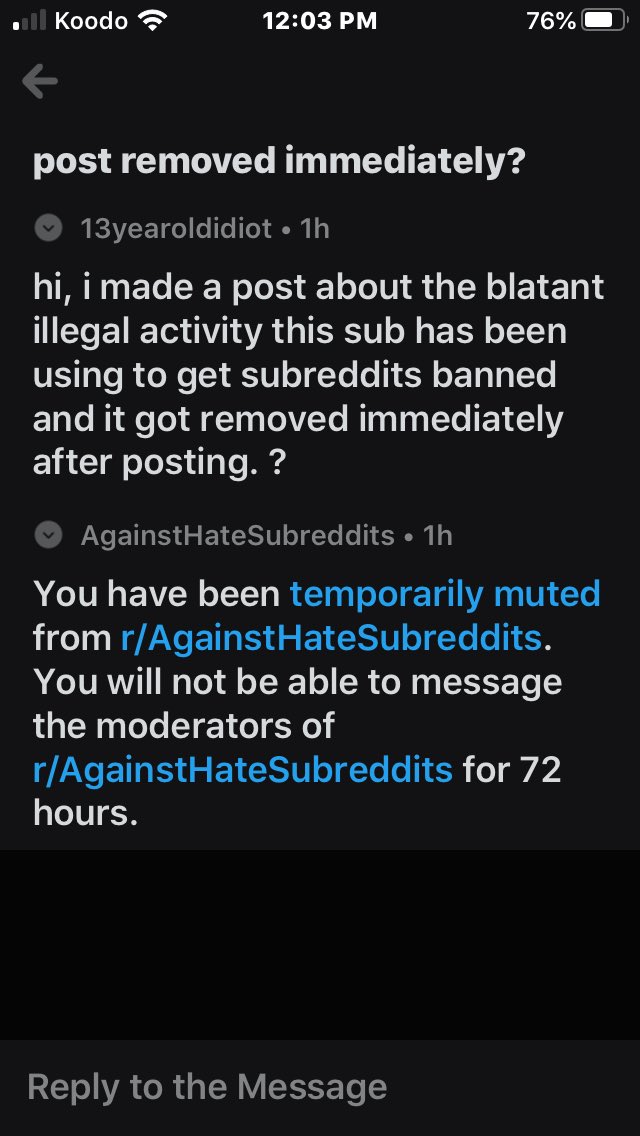 Koodo 12:03 PM 76%
post removed immediately?
13yearoldidiot • 1h
hi, i made a post about the blatant
illegal activity this sub has been
using to get subreddits banned
and it got removed immediately
after posting. ?
AgainstHateSubreddits • 1h
You have been temporarily muted
from r/AgainstHateSubreddits.
You will not be able to message
the moderators of
r/AgainstHateSubreddits for 72
hours.
Reply to the Message